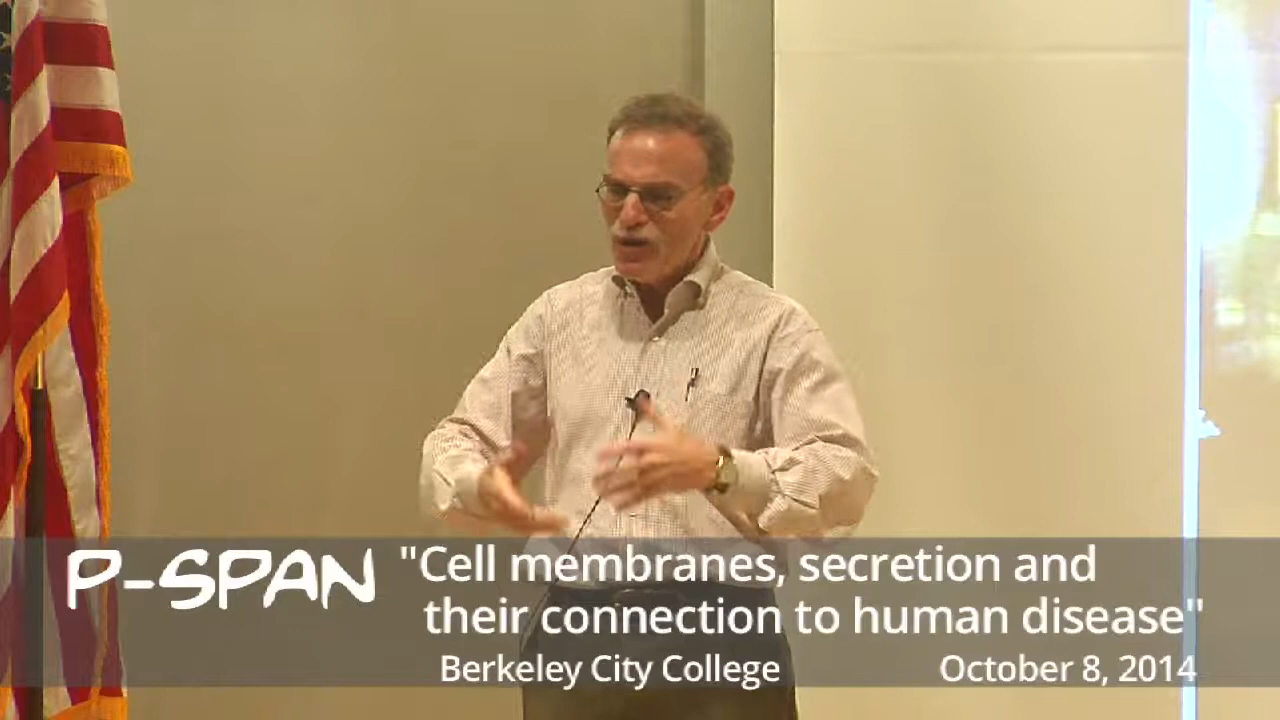 P-SPAN
"Cell membranes, secretion and
their connection to human disease"
Berkeley City College
October 8, 2014